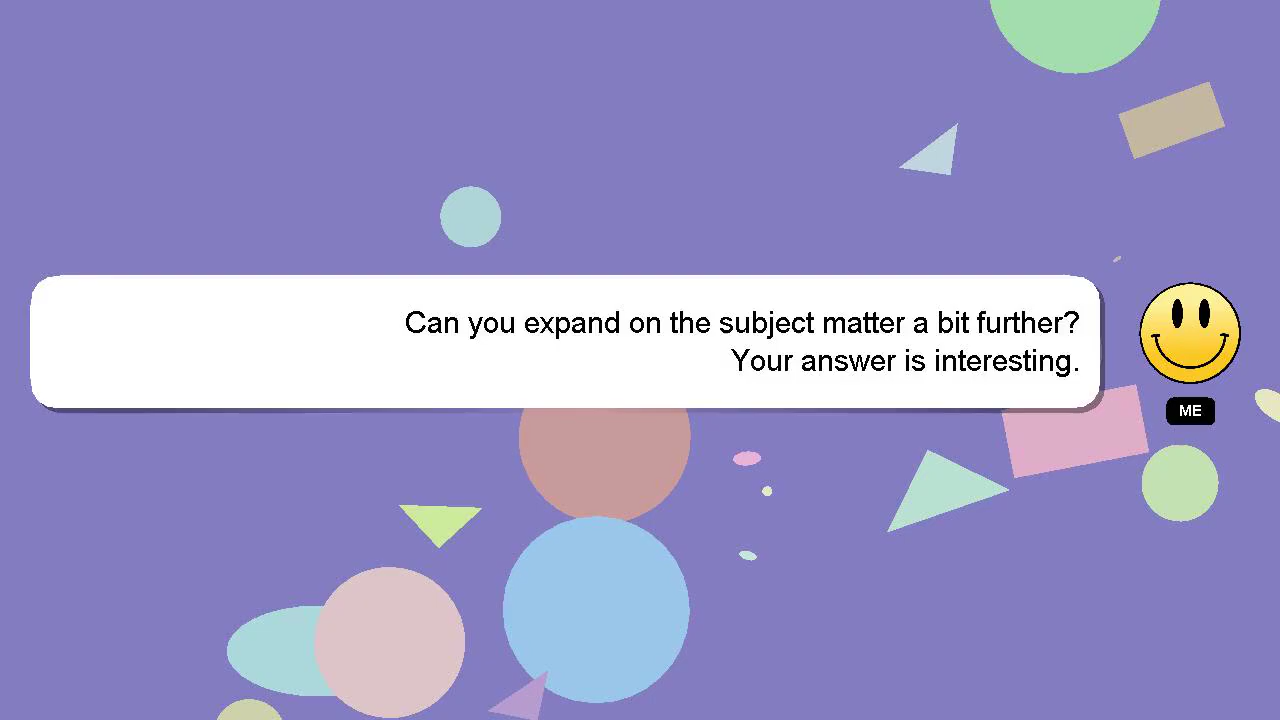 Can you expand on the subject matter a bit further?
Your answer is interesting.
ME